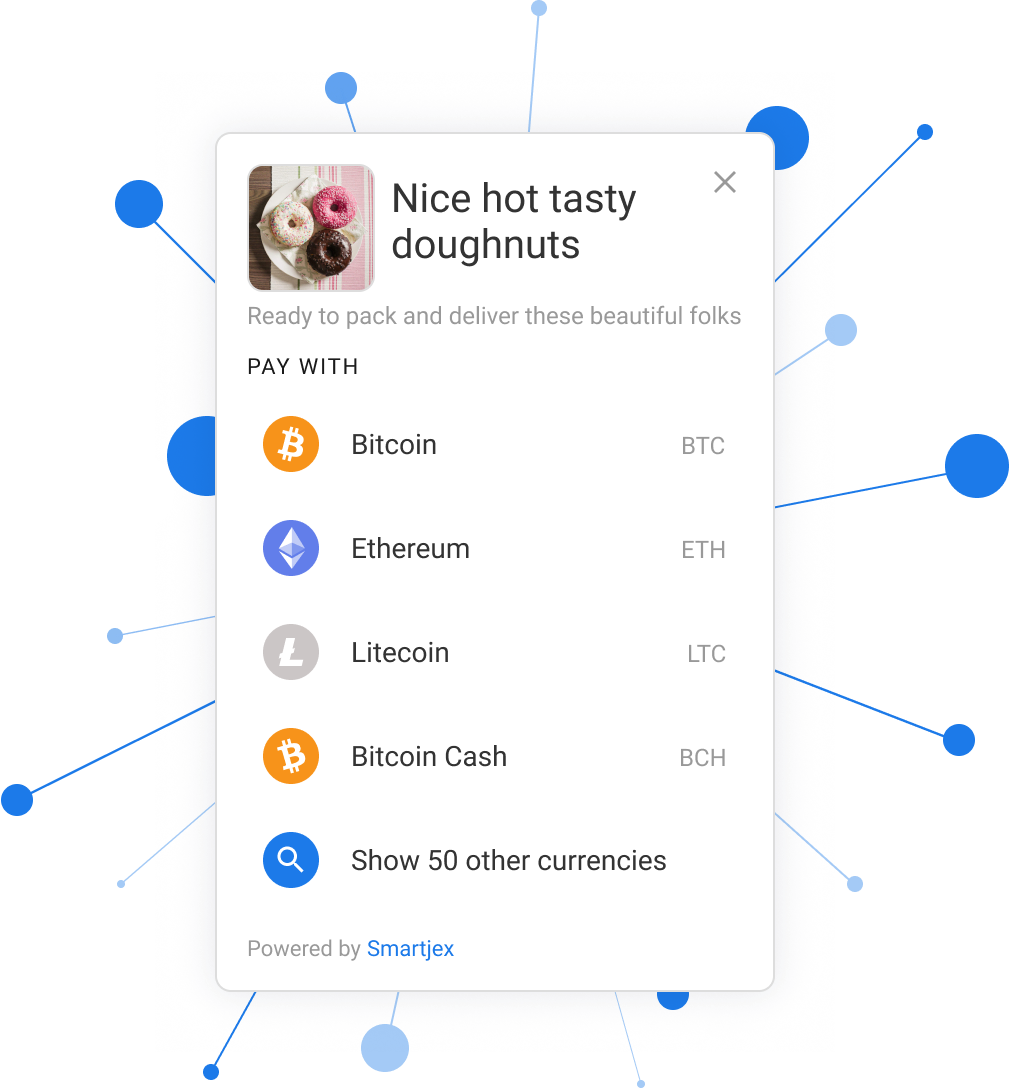 Nice hot tasty
doughnuts
Ready to pack and deliver these beautiful folks
PAY WITH
Bitcoin BTC
Ethereum ETH
Litecoin LTC
Bitcoin Cash BCH
Show 50 other currencies
Powered by Smartjex